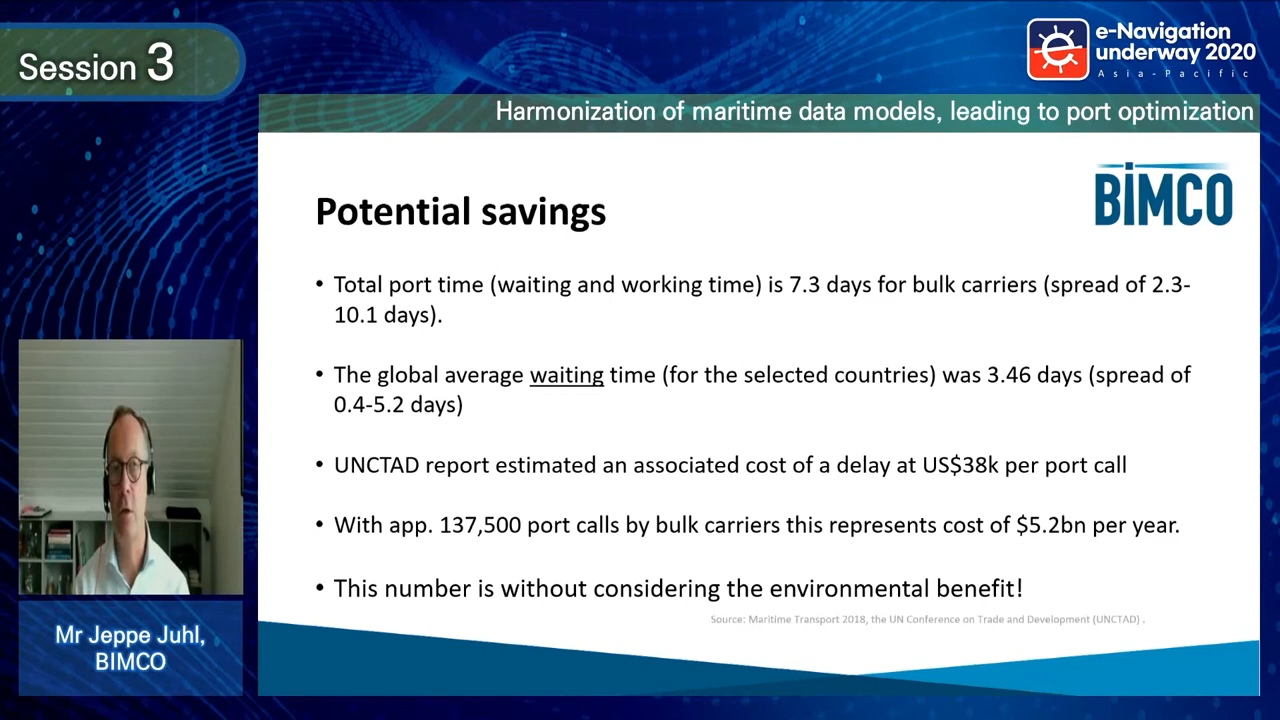 Session 3
e-Navigation
underway 2020
Asia-Pacific
Harmonization of maritime data models, leading to port optimization
BIMCO
Potential savings
• Total port time (waiting and working time) is 7.3 days for bulk carriers (spread of 2.3-
10.1 days).
• The global average waiting time (for the selected countries) was 3.46 days (spread of
0.4-5.2 days)
• UNCTAD report estimated an associated cost of a delay at US$38k per port call
• With app. 137,500 port calls by bulk carriers this represents cost of $5.2bn per year.
• This number is without considering the environmental benefit!
Source: Maritime Transport 2018, the UN Conference on Trade and Development (UNCTAD) .
Mr Jeppe Juhl,
BIMCO